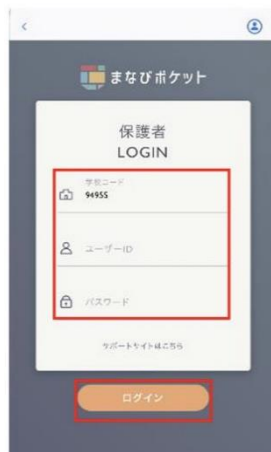 まなびポケット
保護者
LOGIN
学校コード
94955
ユーザーID
パスワード
サポートサイトはこちら
ログイン